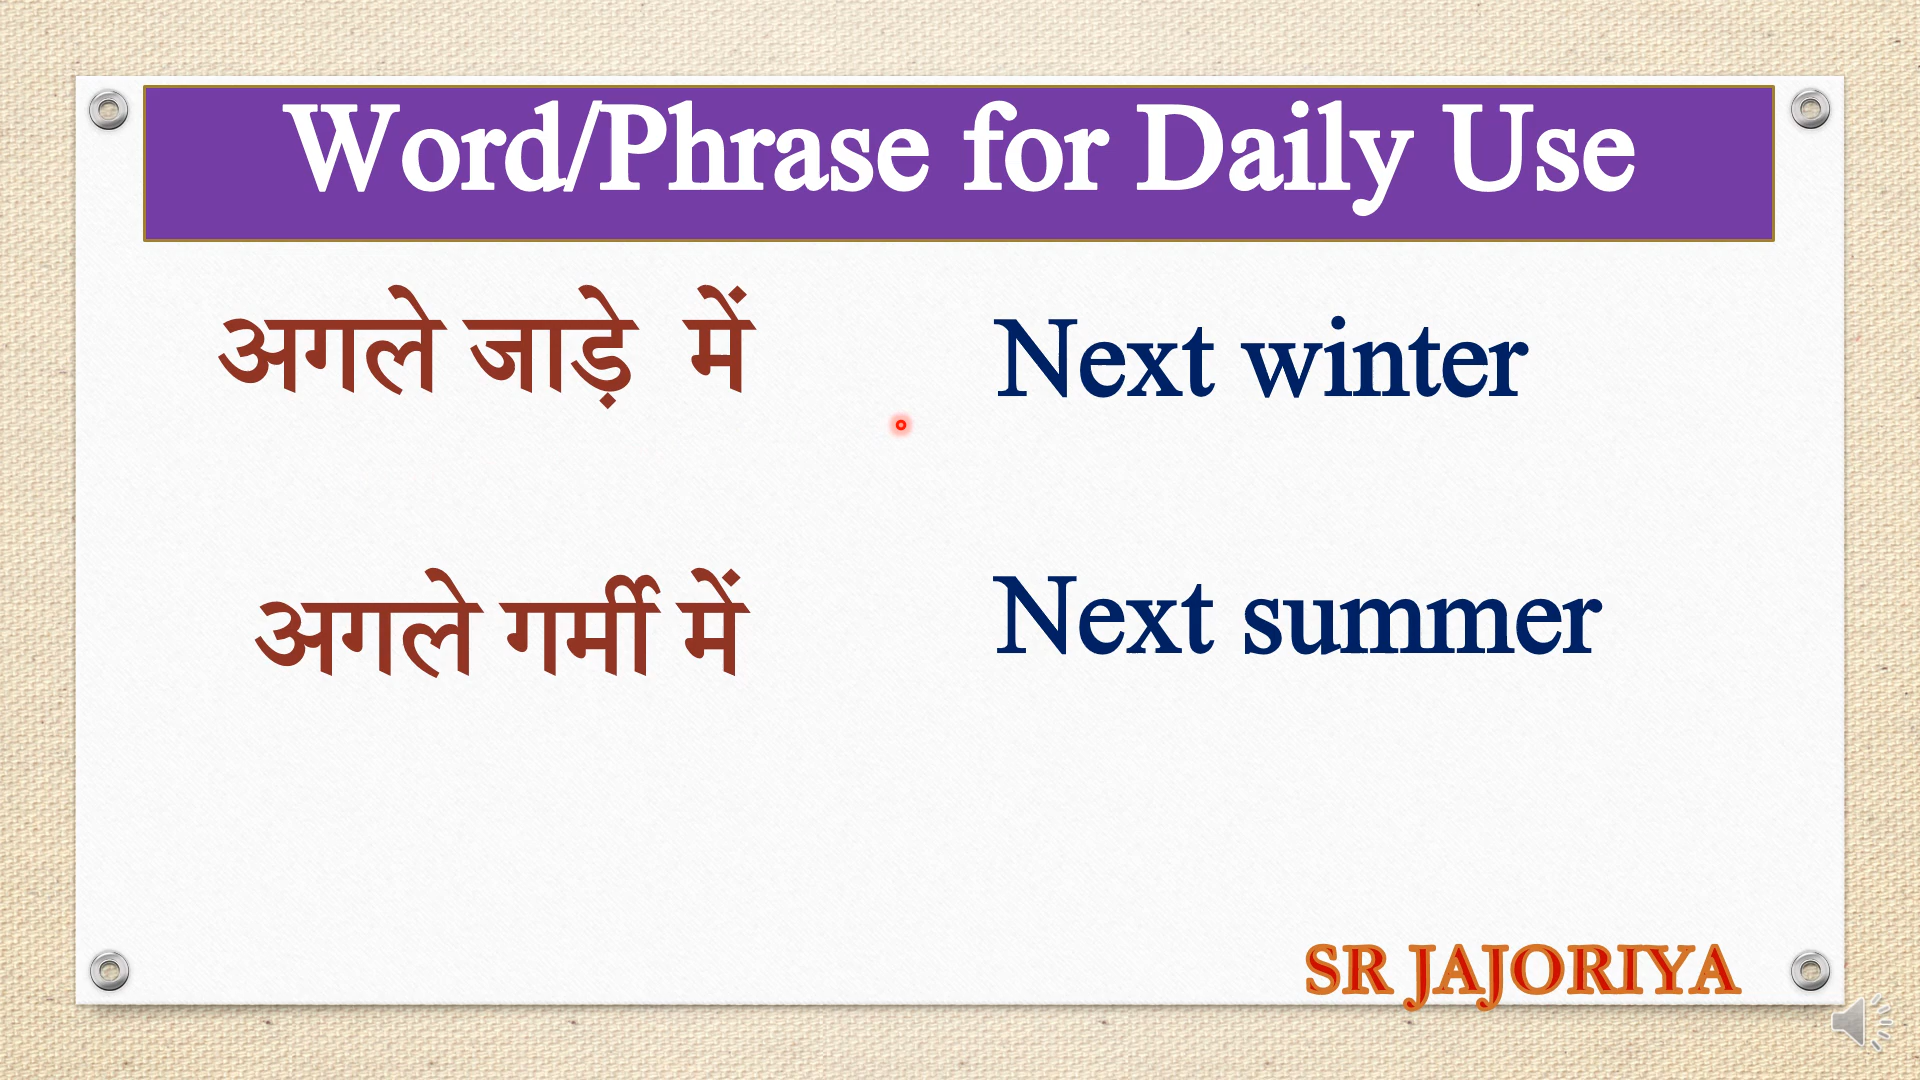 Word/Phrase for Daily Use
अगले जाड़े में Next winter
अगले गर्मी में Next summer
SR JAJORIYA